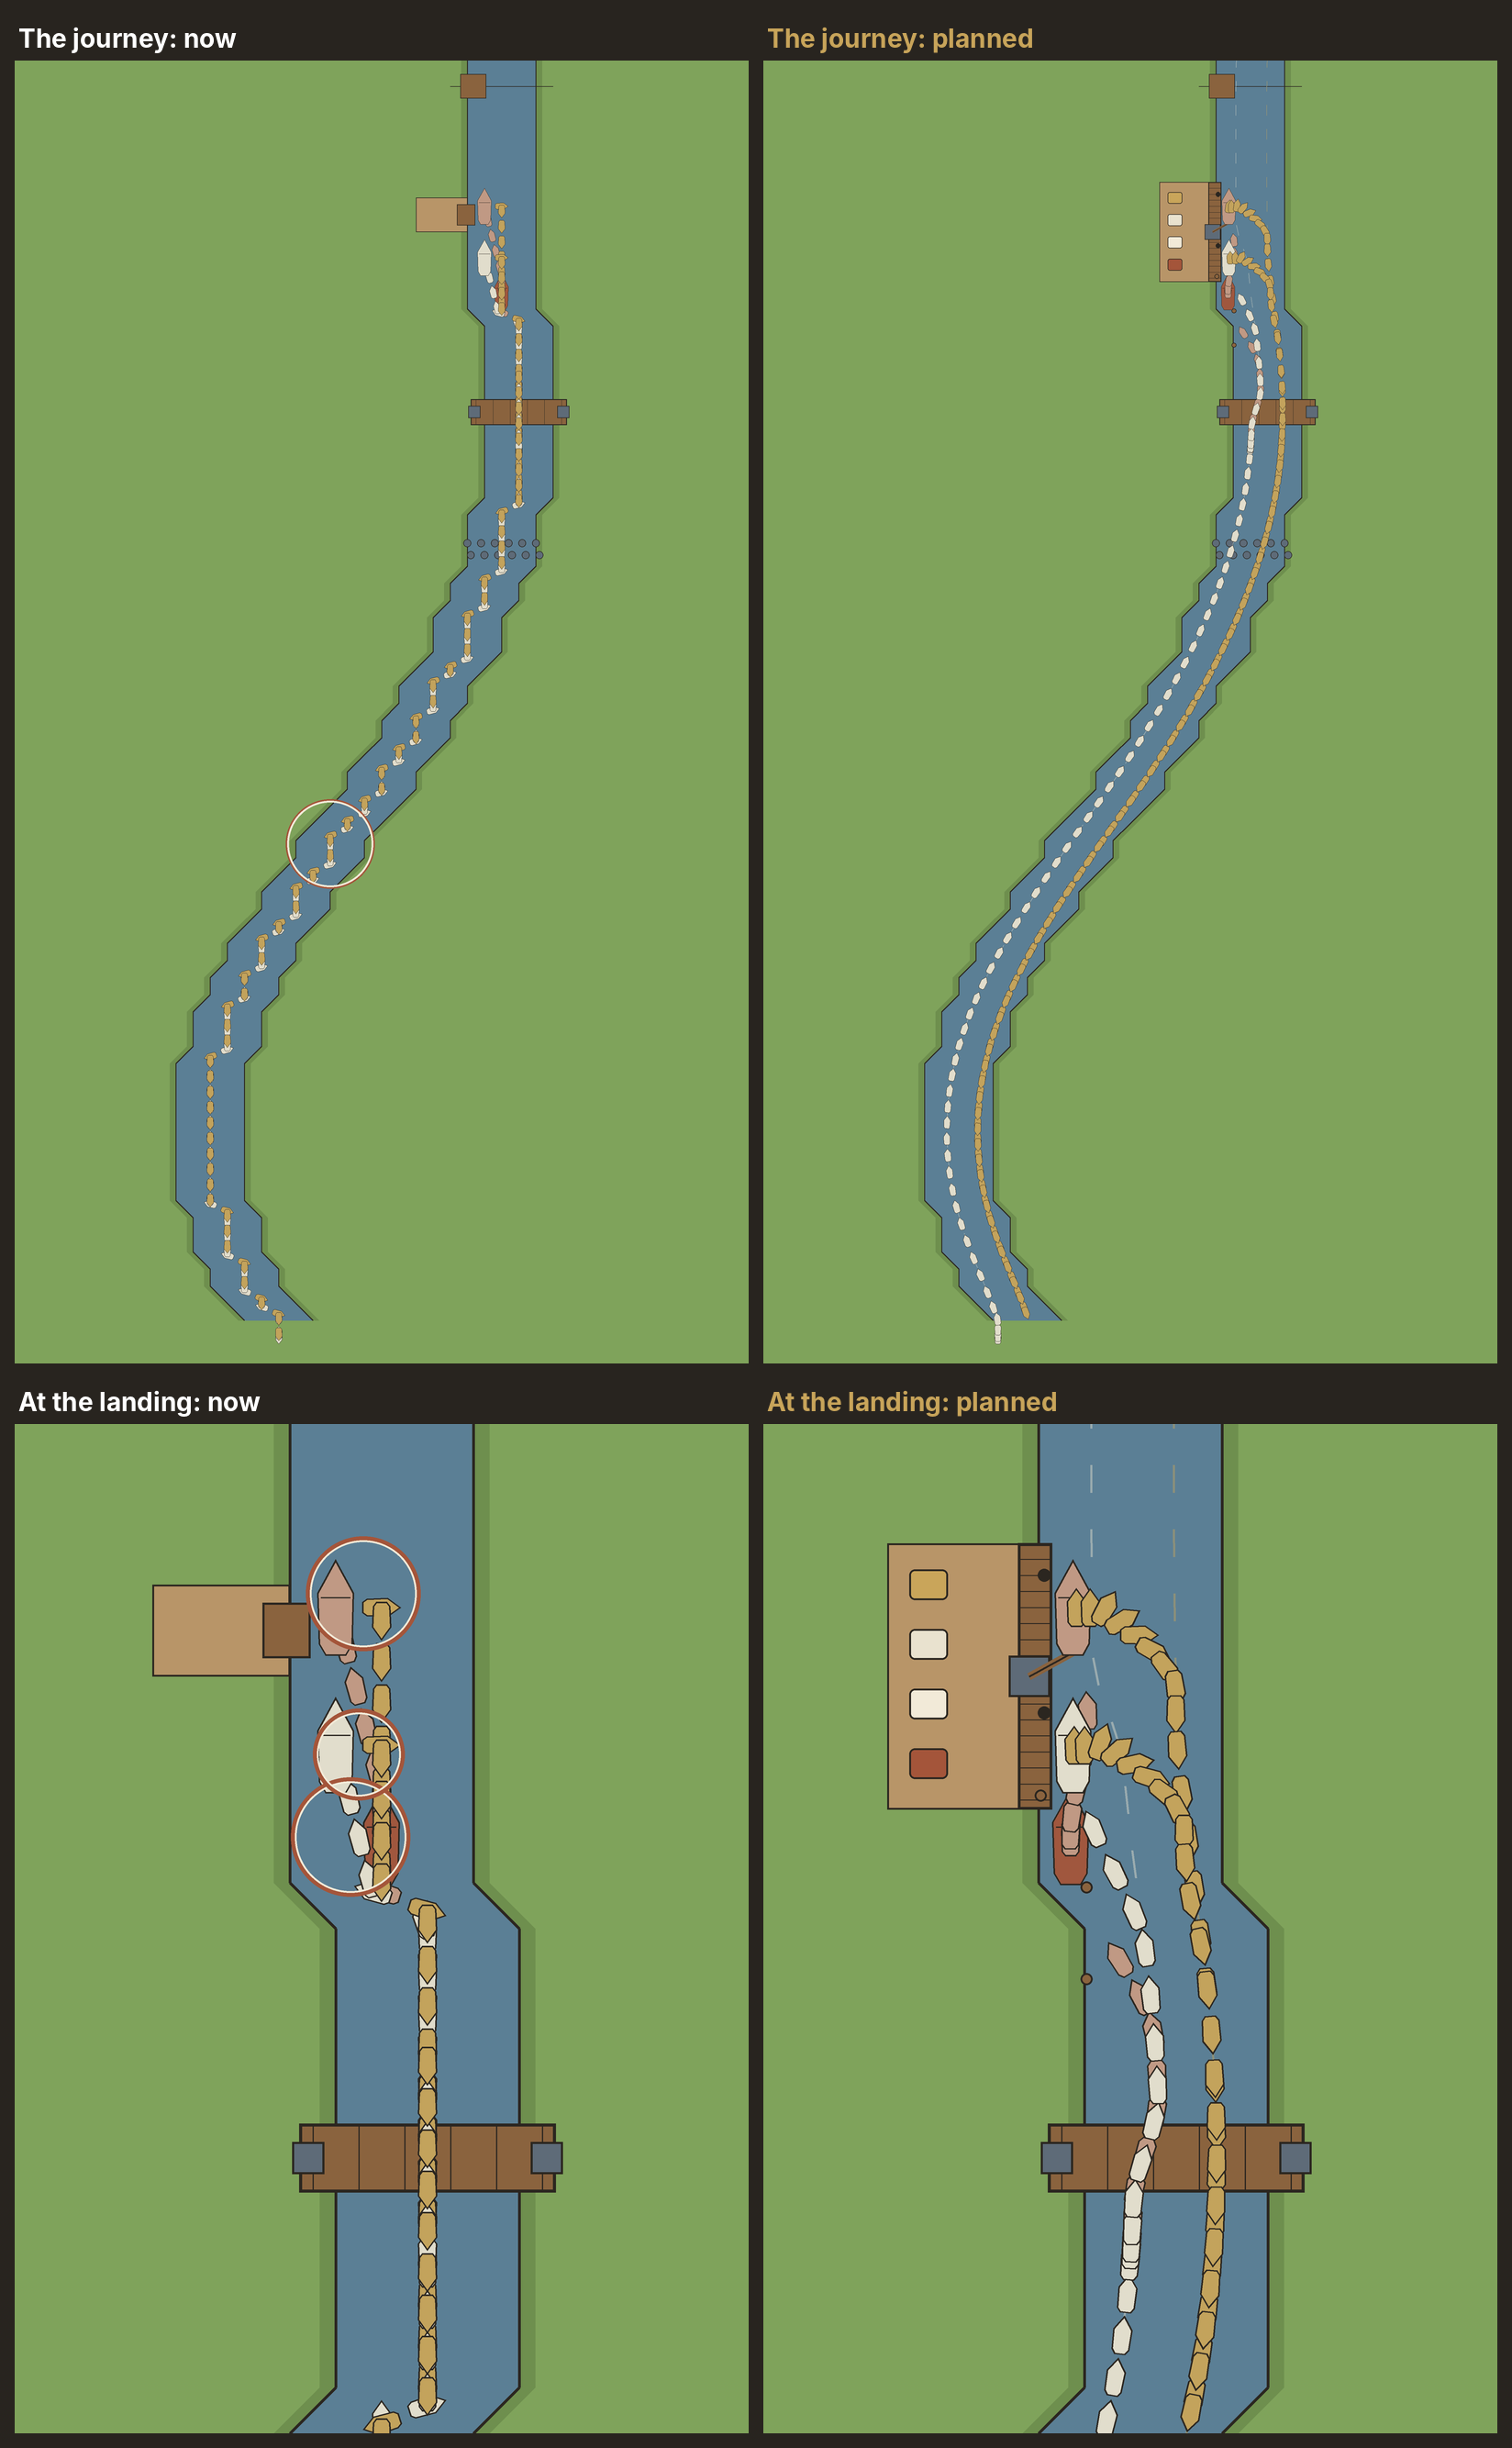 The journey: now
The journey: planned
At the landing: now
At the landing: planned